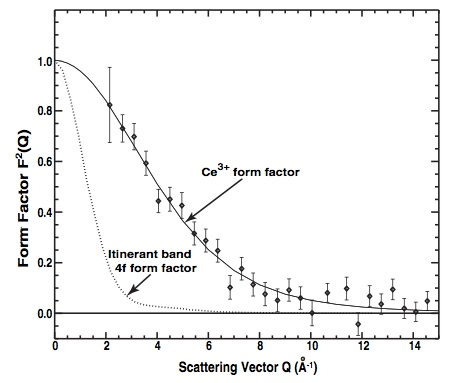 1.0
0.8
0.6
0.4
0.2
0.0
Form Factor F²(Q)
Ce³⁺ form factor
Itinerant band
4f form factor
0 2 4 6 8 10 12 14
Scattering Vector Q (Å⁻¹)